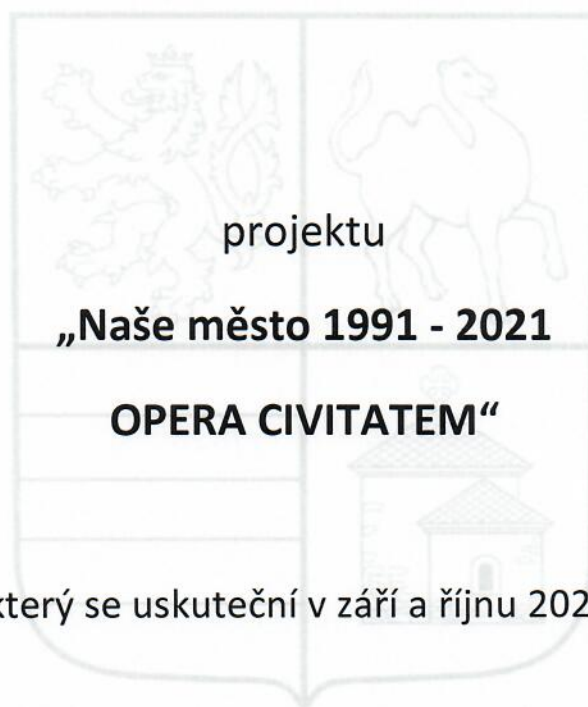 projektu
„Naše město 1991 - 2021
OPERA CIVITATEM“
který se uskuteční v září a říjnu 202